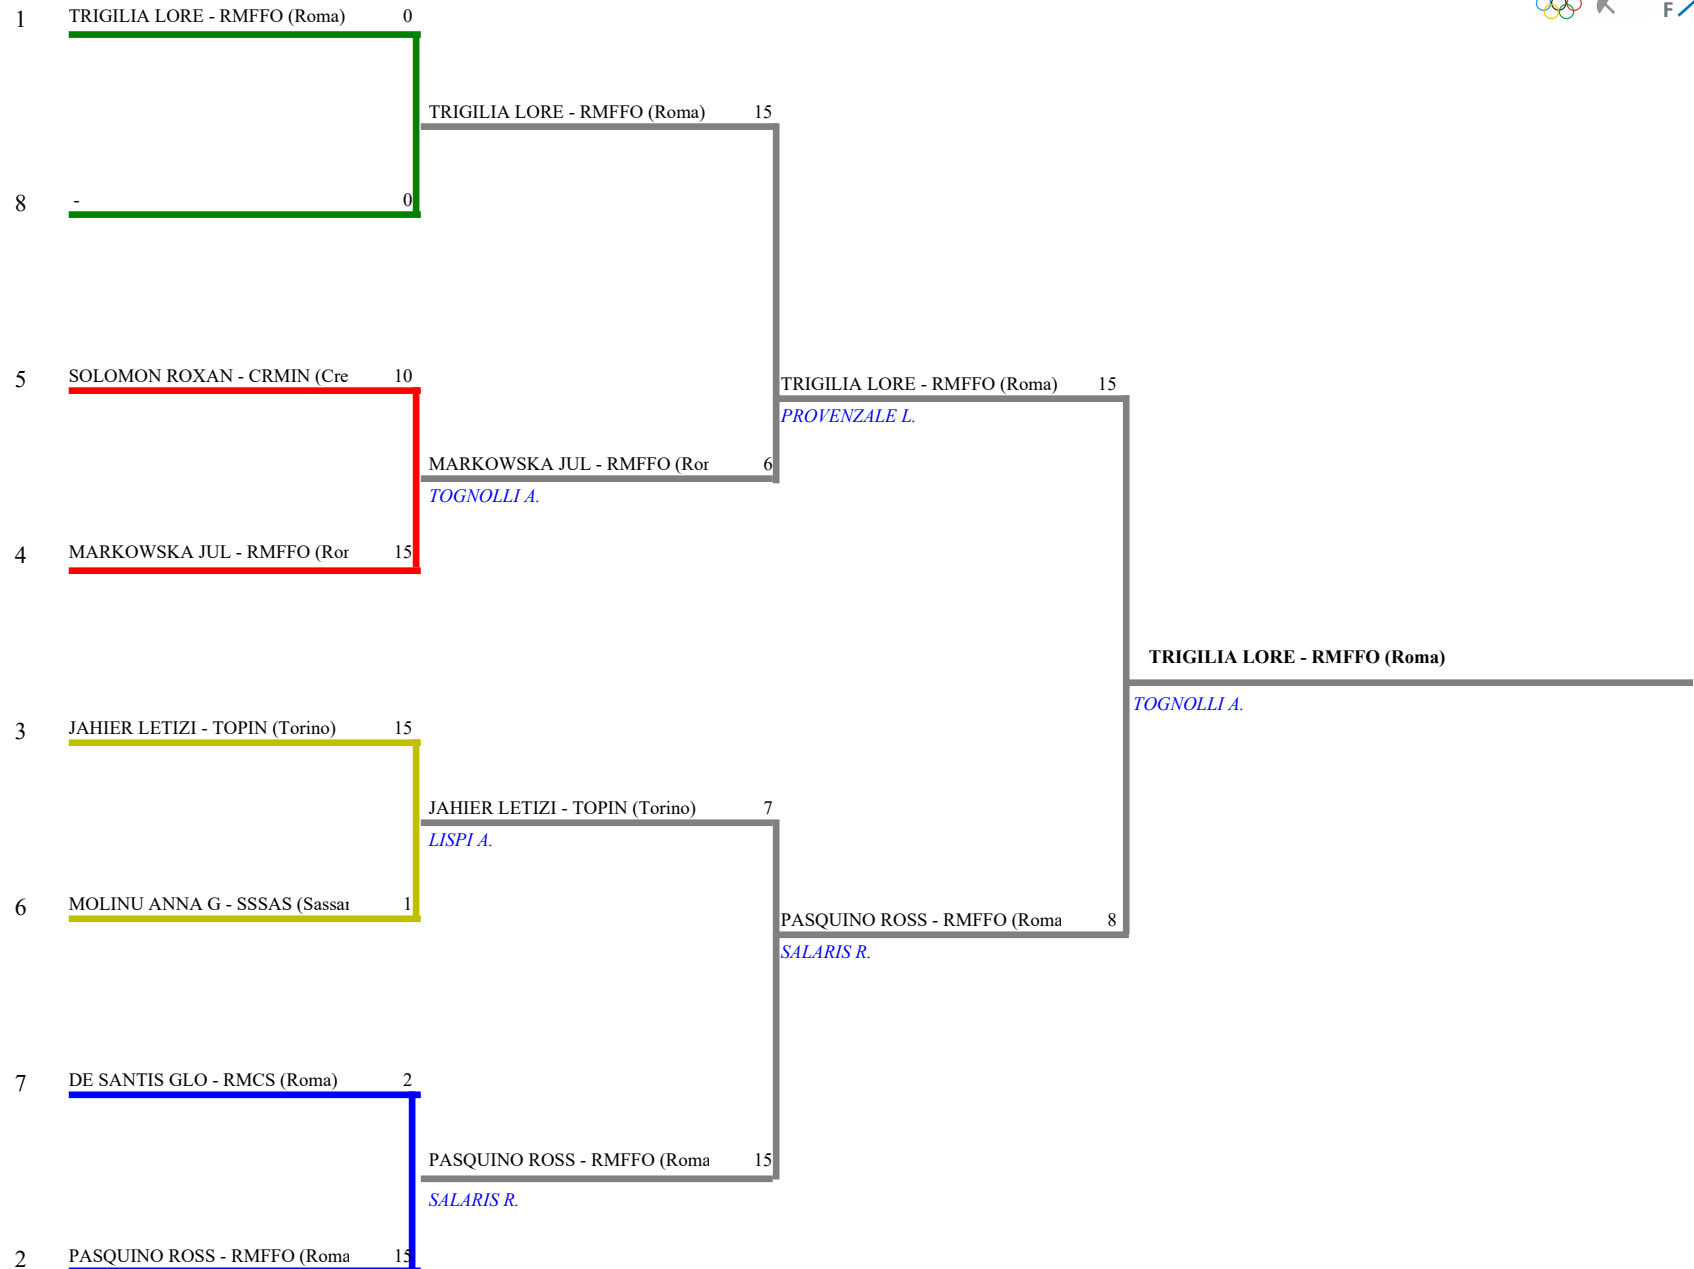 1 TRIGILIA LORE - RMFFO (Roma) 0
F
TRIGILIA LORE - RMFFO (Roma) 15
8 - 0
5 SOLOMON ROXAN - CRMIN (Cre 10
TRIGILIA LORE - RMFFO (Roma) 15
PROVENZALE L.
MARKOWSKA JUL - RMFFO (Ror 6
TOGNOLLI A.
4 MARKOWSKA JUL - RMFFO (Ror 15
TRIGILIA LORE - RMFFO (Roma)
TOGNOLLI A.
3 JAHIER LETIZI - TOPIN (Torino) 15
JAHIER LETIZI - TOPIN (Torino) 7
LISPI A.
6 MOLINU ANNA G - SSSAS (Sassar 1
PASQUINO ROSS - RMFFO (Roma 8
SALARIS R.
7 DE SANTIS GLO - RMCS (Roma) 2
PASQUINO ROSS - RMFFO (Roma 15
SALARIS R.
2 PASQUINO ROSS - RMFFO (Roma 15